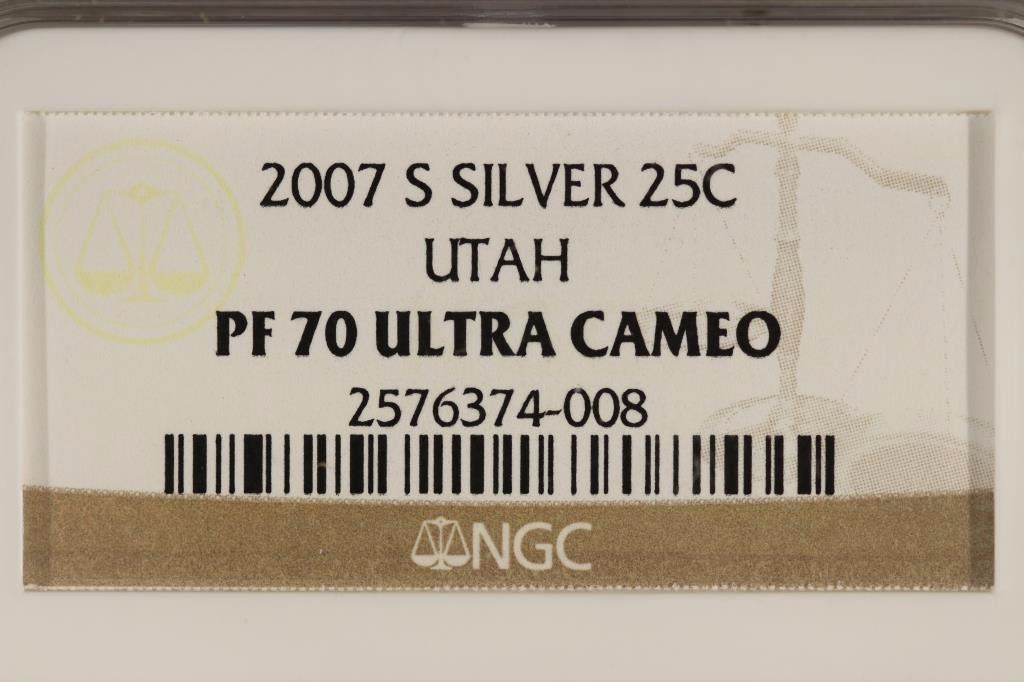 2007 S SILVER 25C
UTAH
PF 70 ULTRA CAMEO
2576374-008
NGC